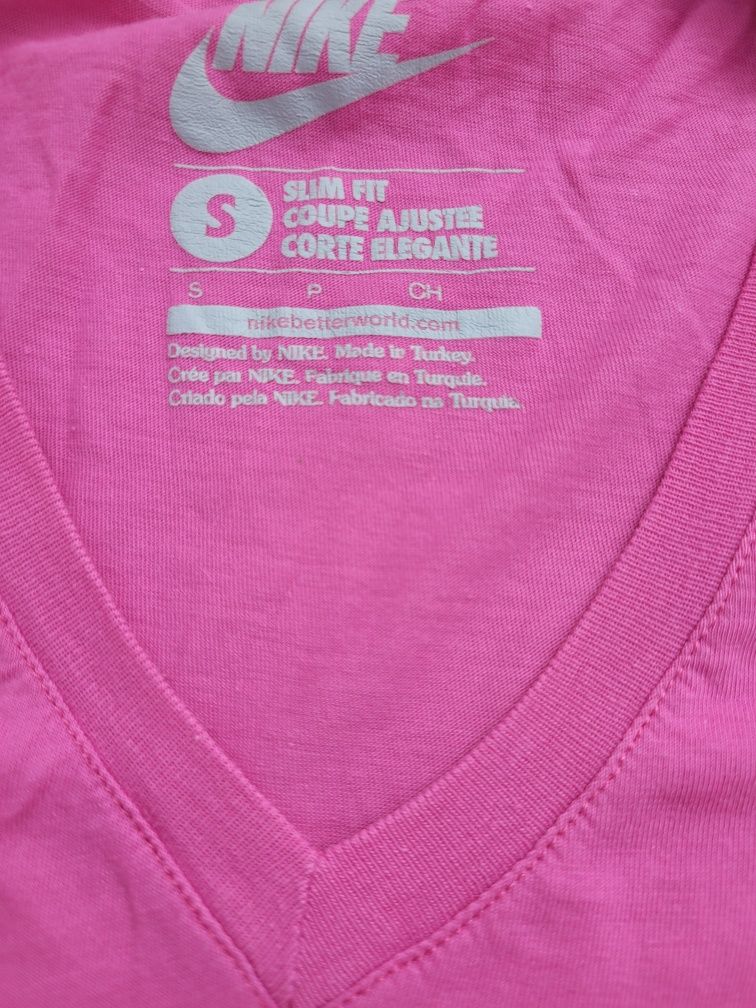 NIKE
S
SLIM FIT
COUPE AJUSTEE
CORTE ELEGANTE
S P CH
nikebetterworld.com
Designed by NIKE. Made in Turkey.
Crée par NIKE. Fabrique en Turquie.
Criado pela NIKE. Fabricado na Turquia.